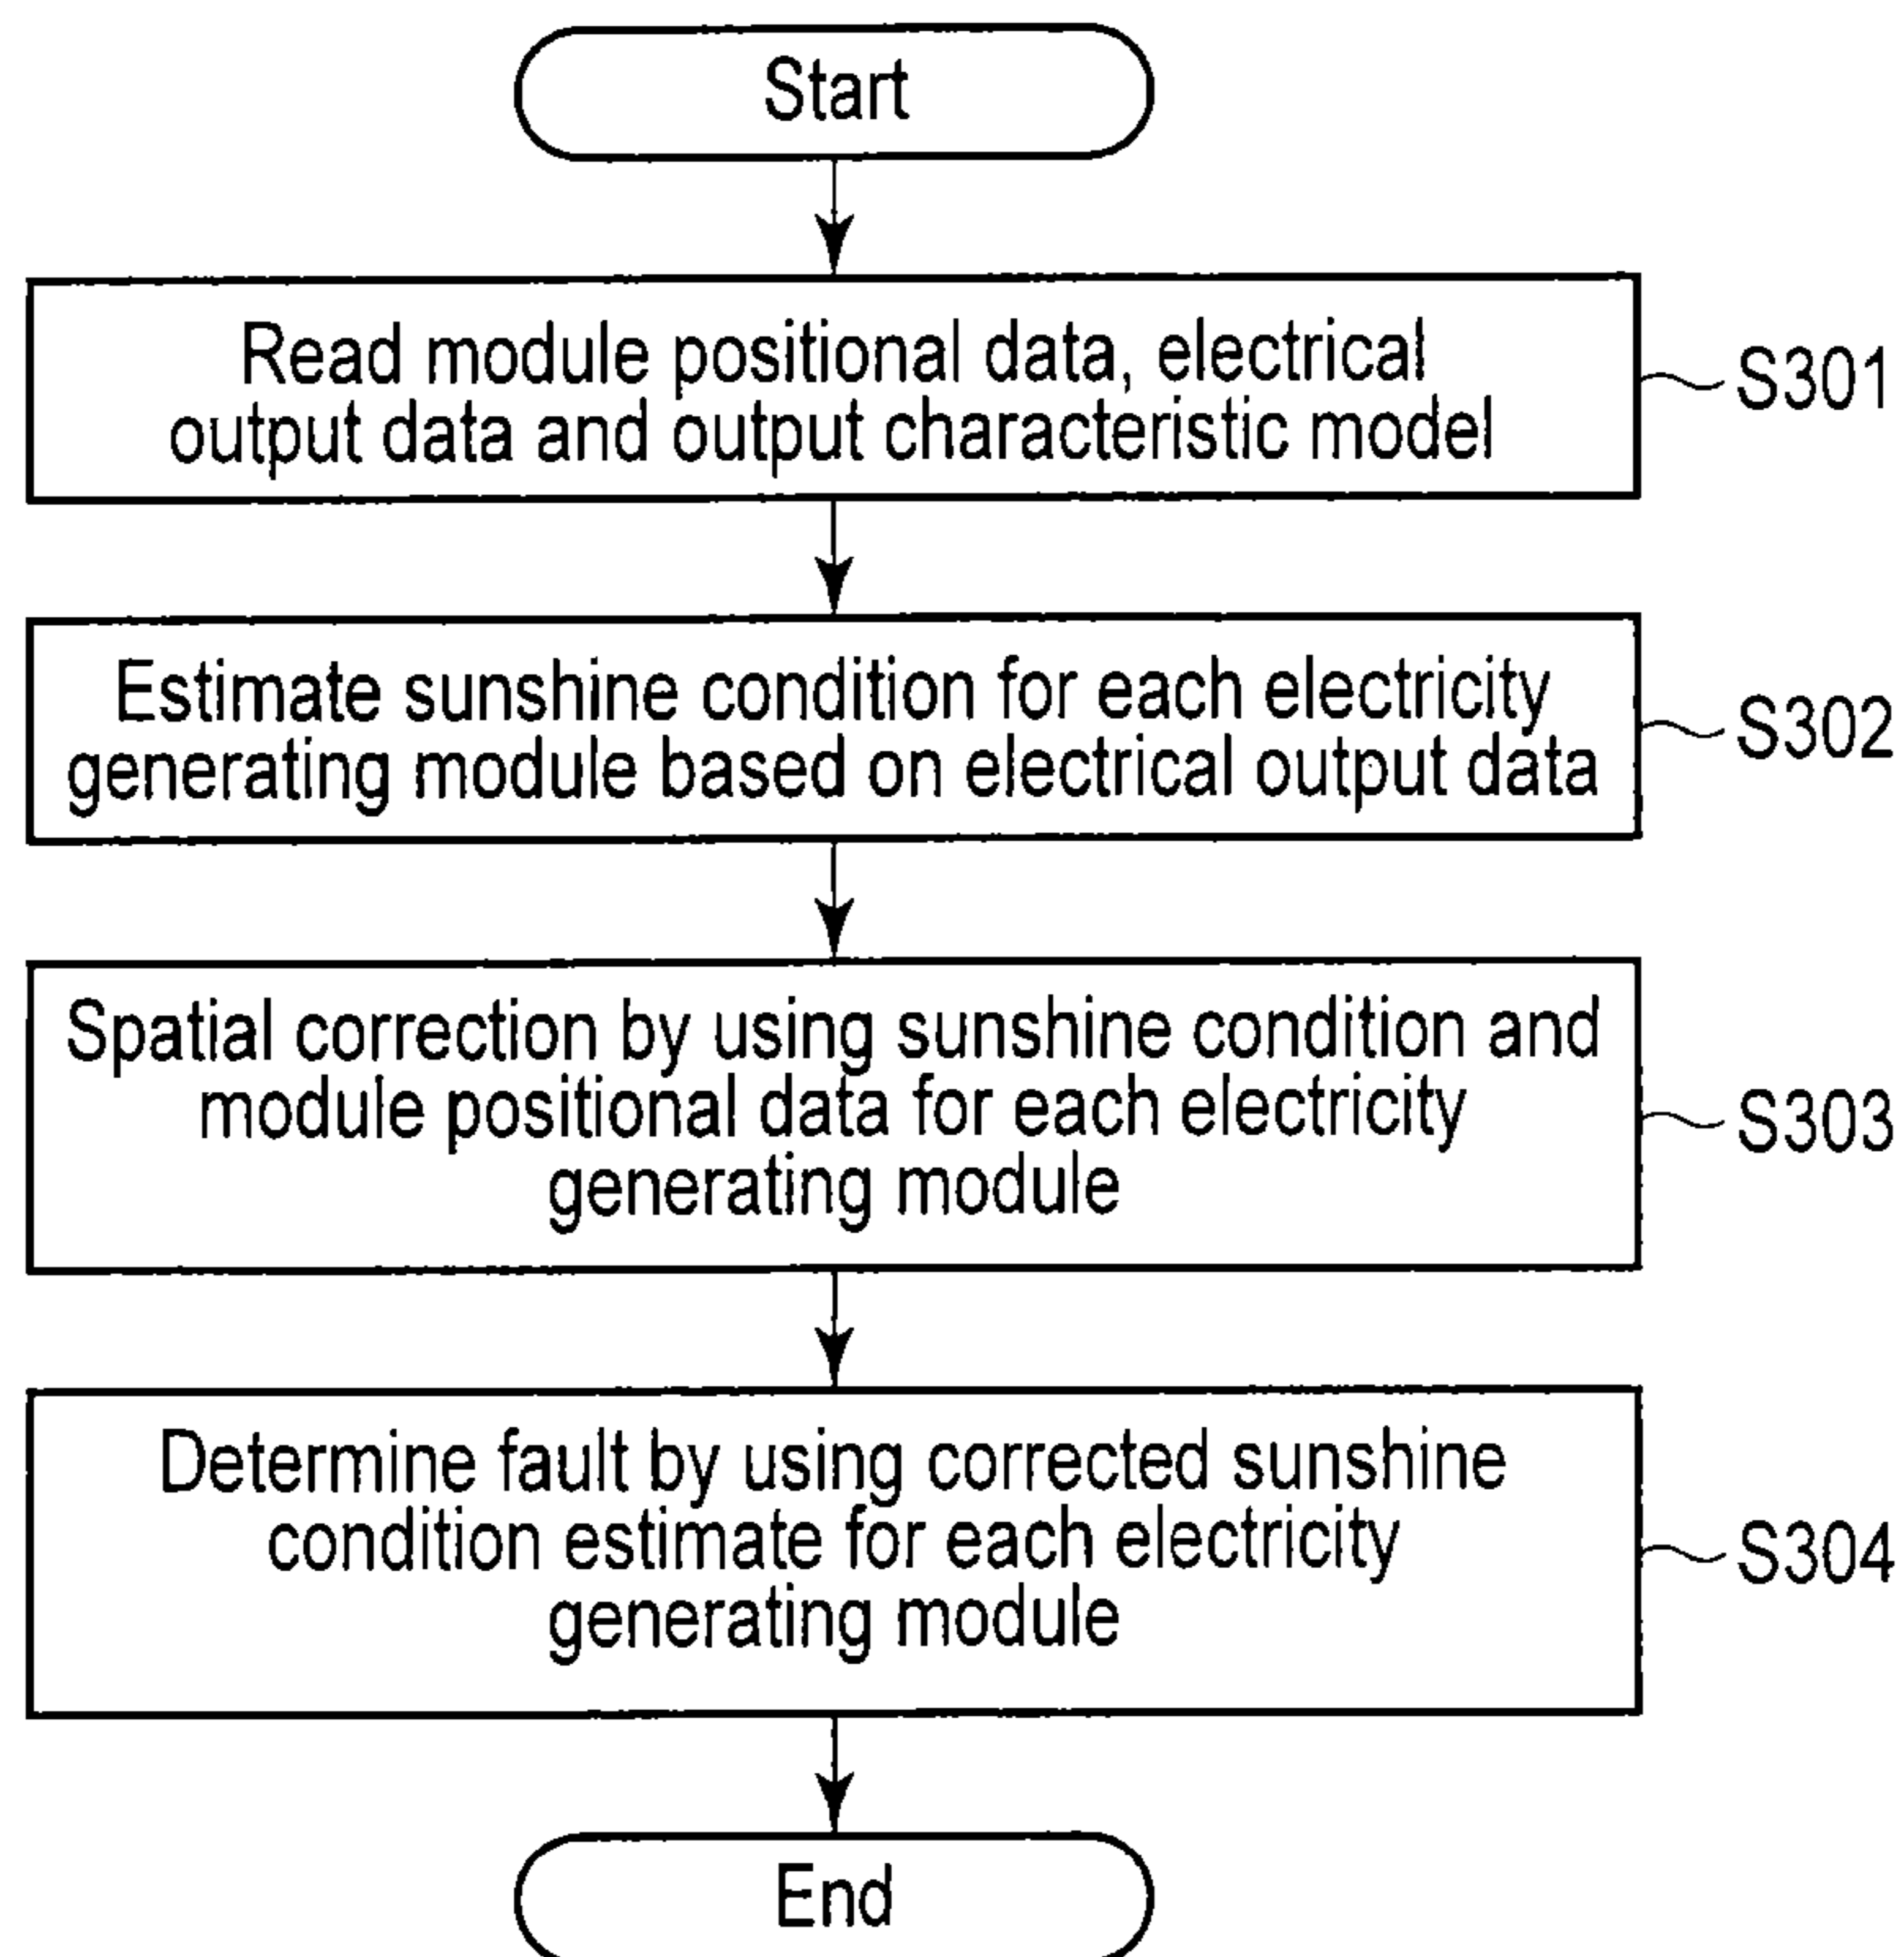 Start
Read module positional data, electrical
output data and output characteristic model
S301
Estimate sunshine condition for each electricity
generating module based on electrical output data
S302
Spatial correction by using sunshine condition and
module positional data for each electricity
generating module
S303
Determine fault by using corrected sunshine
condition estimate for each electricity
generating module
S304
End